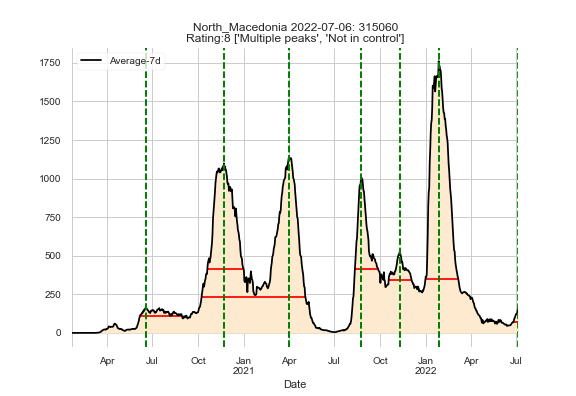 North_Macedonia 2022-07-06: 315060
Rating:8 ['Multiple peaks', 'Not in control']
Average-7d
1750
1500
1250
1000
750
500
250
0
Apr Jul Oct Jan Apr Jul Oct Jan Apr Jul
2021 2022
Date